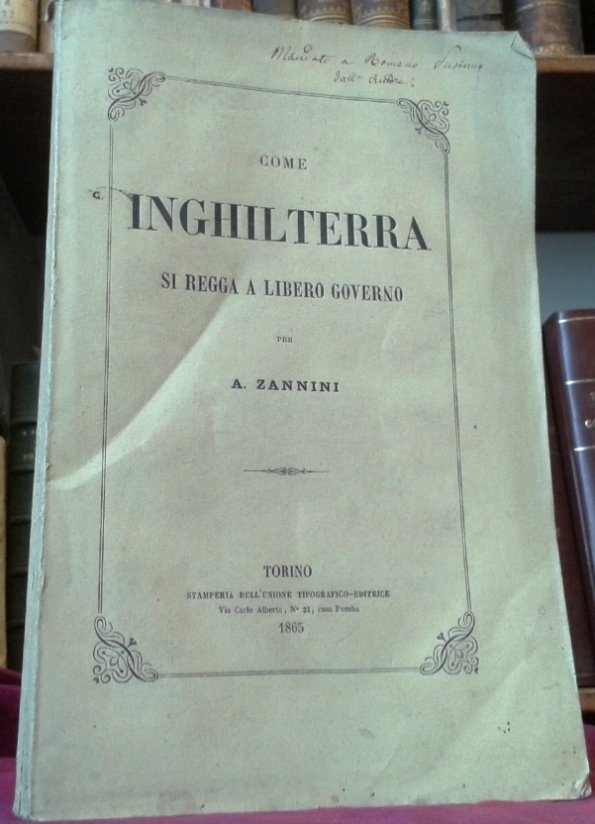 Mandato a Romano
dall'Autore
COME
INGHILTERRA
SI REGGA A LIBERO GOVERNO
PER
A. ZANNINI
TORINO
STAMPERIA DELL'UNIONE TIPOGRAFICO-EDITRICE
Via Carlo Alberto, N° 33, casa Pomba
1865